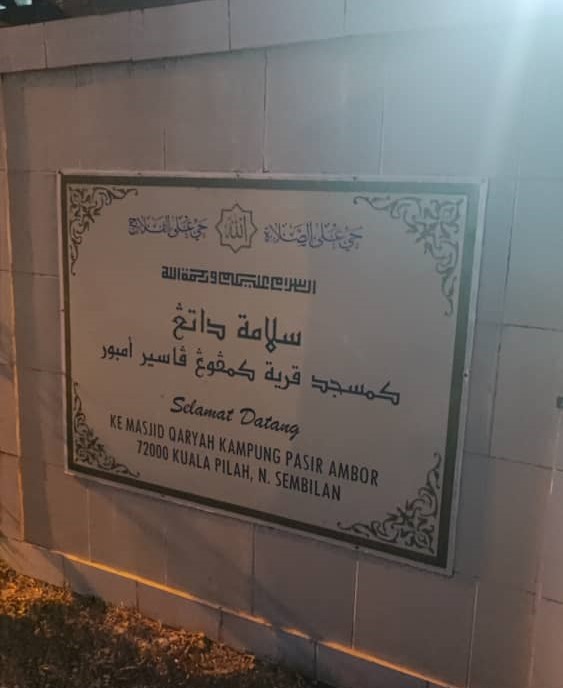 حي على الصلاة الله حي على الفلاح
السلام عليكم ورحمة الله
سلامة داتڠ
كمسجد قرية كمڤوڠ ڤاسير أمبور
Selamat Datang
KE MASJID QARYAH KAMPUNG PASIR AMBOR
72000 KUALA PILAH, N. SEMBILAN